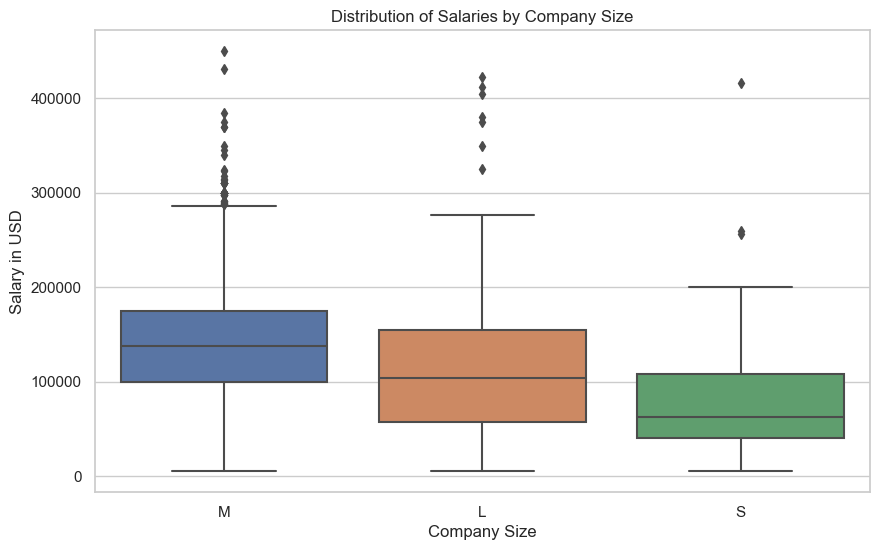 Distribution of Salaries by Company Size
400000
300000
200000
100000
0
Salary in USD
M L S
Company Size